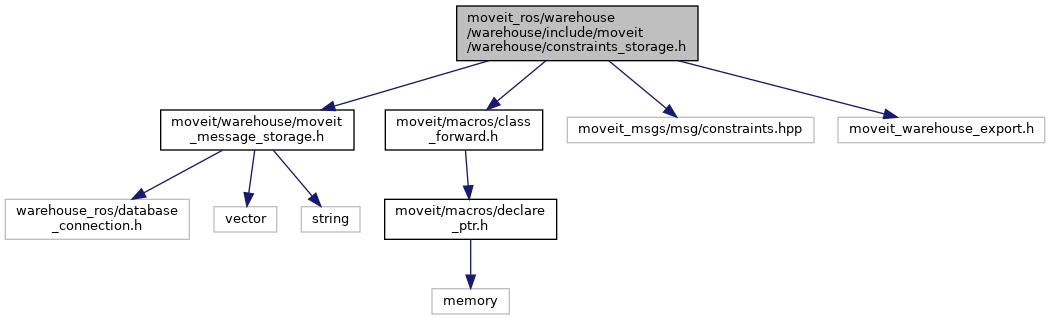 moveit_ros/warehouse
/warehouse/include/moveit
/warehouse/constraints_storage.h
moveit/warehouse/moveit
_message_storage.h
moveit/macros/class
_forward.h
moveit_msgs/msg/constraints.hpp
moveit_warehouse_export.h
warehouse_ros/database
_connection.h
vector
string
moveit/macros/declare
_ptr.h
memory